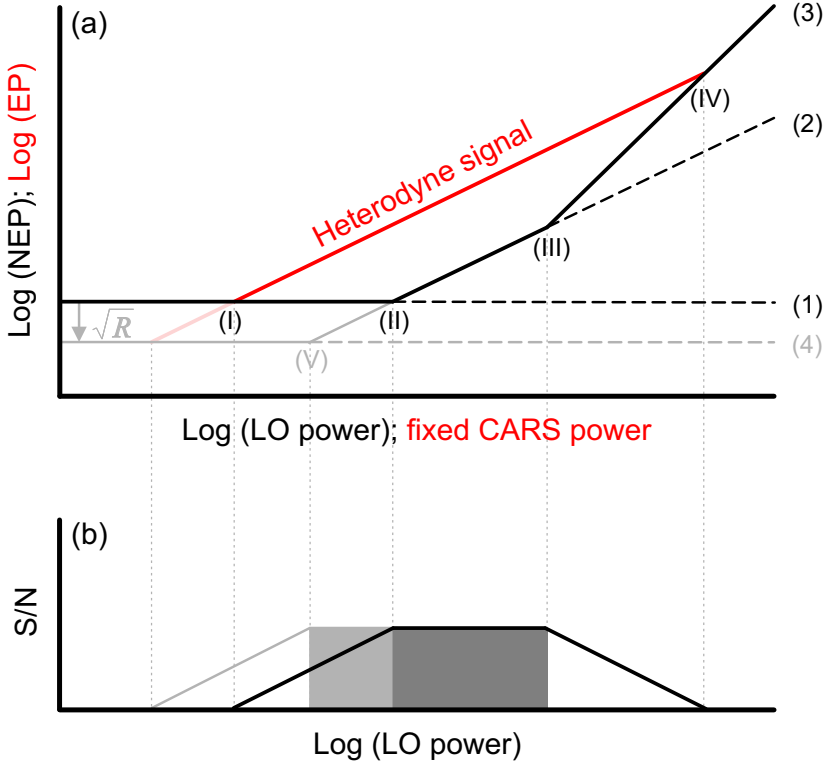 (a)
(3)
(IV)
(2)
Heterodyne signal
(III)
Log (NEP); Log (EP)
(I)
(II)
(1)
√R
(V)
(4)
Log (LO power); fixed CARS power
(b)
S/N
Log (LO power)